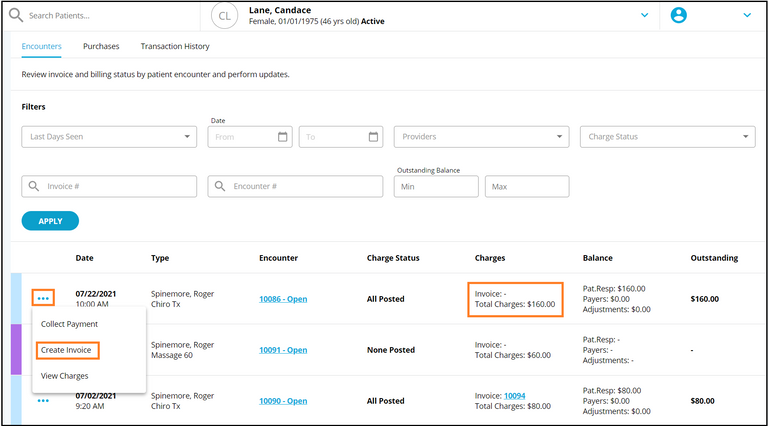 Search Patients...
CL
Lane, Candace
Female, 01/01/1975 (46 yrs old) Active
Encounters Purchases Transaction History
Review invoice and billing status by patient encounter and perform updates.
Filters
Last Days Seen
Date
From
To
Providers
Charge Status
Invoice #
Encounter #
Outstanding Balance
Min
Max
APPLY
Date Type Encounter Charge Status Charges Balance Outstanding
07/22/2021
10:00 AM
Spinemore, Roger
Chiro Tx
10086 - Open
All Posted
Invoice: -
Total Charges: $160.00
Pat.Resp: $160.00
Payers: $0.00
Adjustments: $0.00
$160.00
Collect Payment
Create Invoice
View Charges
Spinemore, Roger
Massage 60
10091 - Open
None Posted
Invoice: -
Total Charges: $60.00
Pat.Resp: -
Payers: -
Adjustments: -
-
07/02/2021
9:20 AM
Spinemore, Roger
Chiro Tx
10090 - Open
All Posted
Invoice: 10094
Total Charges: $80.00
Pat.Resp: $80.00
Payers: $0.00
Adjustments: $0.00
$80.00